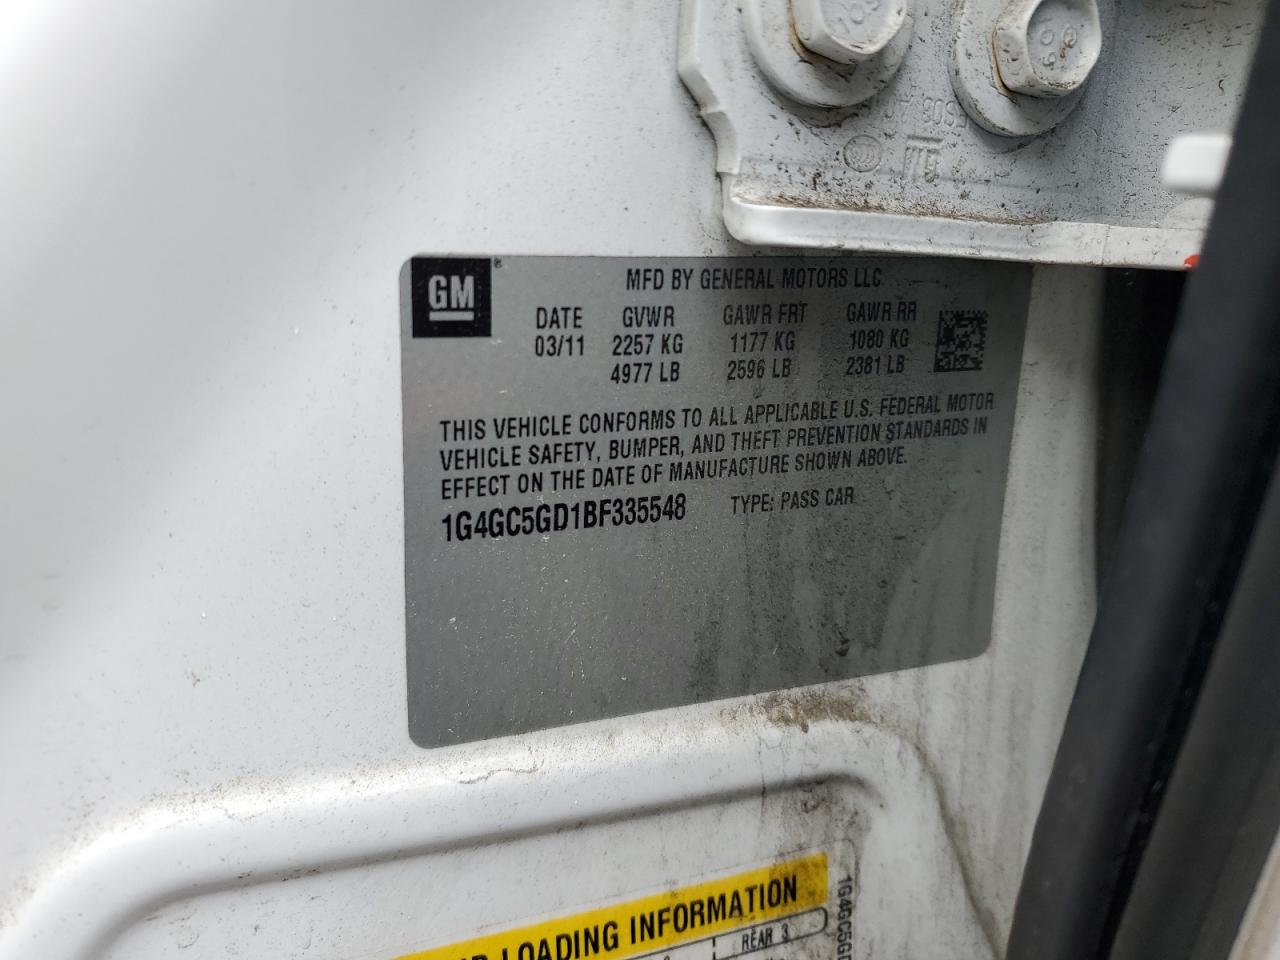 GM®
MFD BY GENERAL MOTORS LLC
DATE GVWR GAWR FRT GAWR RR
03/11 2257 KG 1177 KG 1080 KG
4977 LB 2596 LB 2381 LB
THIS VEHICLE CONFORMS TO ALL APPLICABLE U.S. FEDERAL MOTOR
VEHICLE SAFETY, BUMPER, AND THEFT PREVENTION STANDARDS IN
EFFECT ON THE DATE OF MANUFACTURE SHOWN ABOVE.
1G4GC5GD1BF335548 TYPE: PASS CAR
LOADING INFORMATION
REAR 3